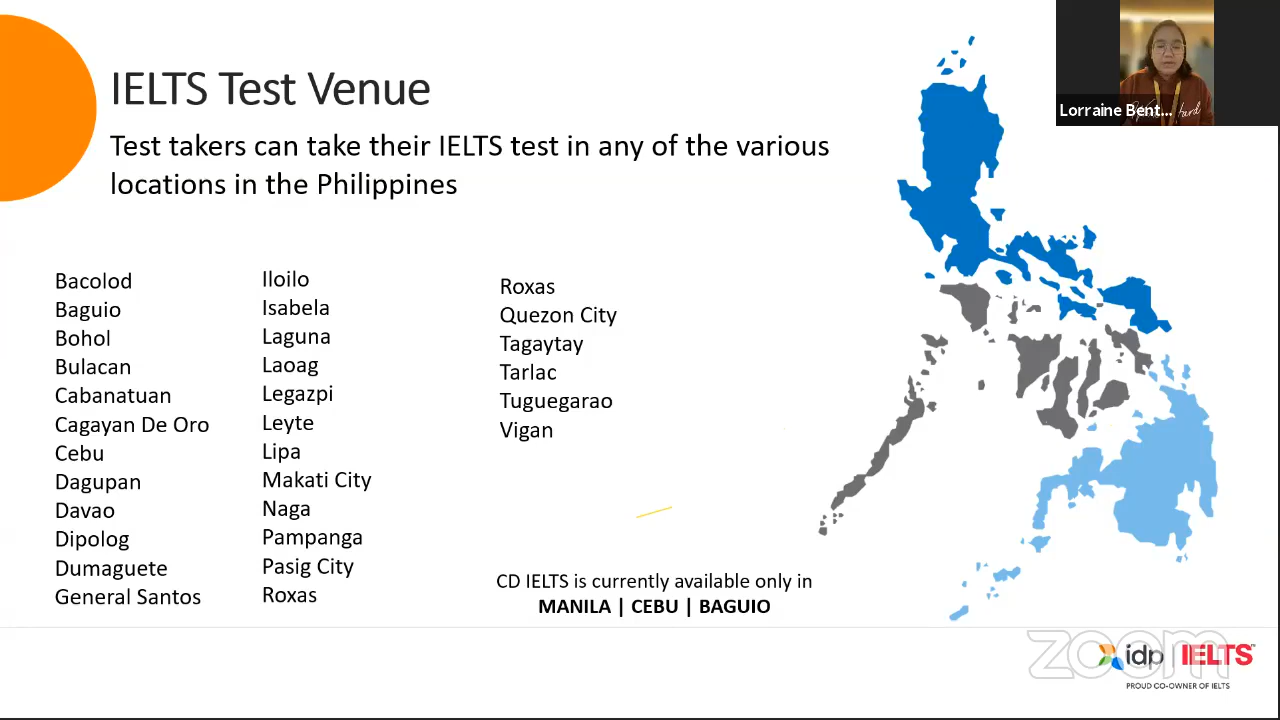 IELTS Test Venue
Test takers can take their IELTS test in any of the various
locations in the Philippines
Bacolod
Baguio
Bohol
Bulacan
Cabanatuan
Cagayan De Oro
Cebu
Dagupan
Davao
Dipolog
Dumaguete
General Santos
Iloilo
Isabela
Laguna
Laoag
Legazpi
Leyte
Lipa
Makati City
Naga
Pampanga
Pasig City
Roxas
Roxas
Quezon City
Tagaytay
Tarlac
Tuguegarao
Vigan
CD IELTS is currently available only in
MANILA | CEBU | BAGUIO
Lorraine Bent...
zoom
idp IELTS™
PROUD CO-OWNER OF IELTS